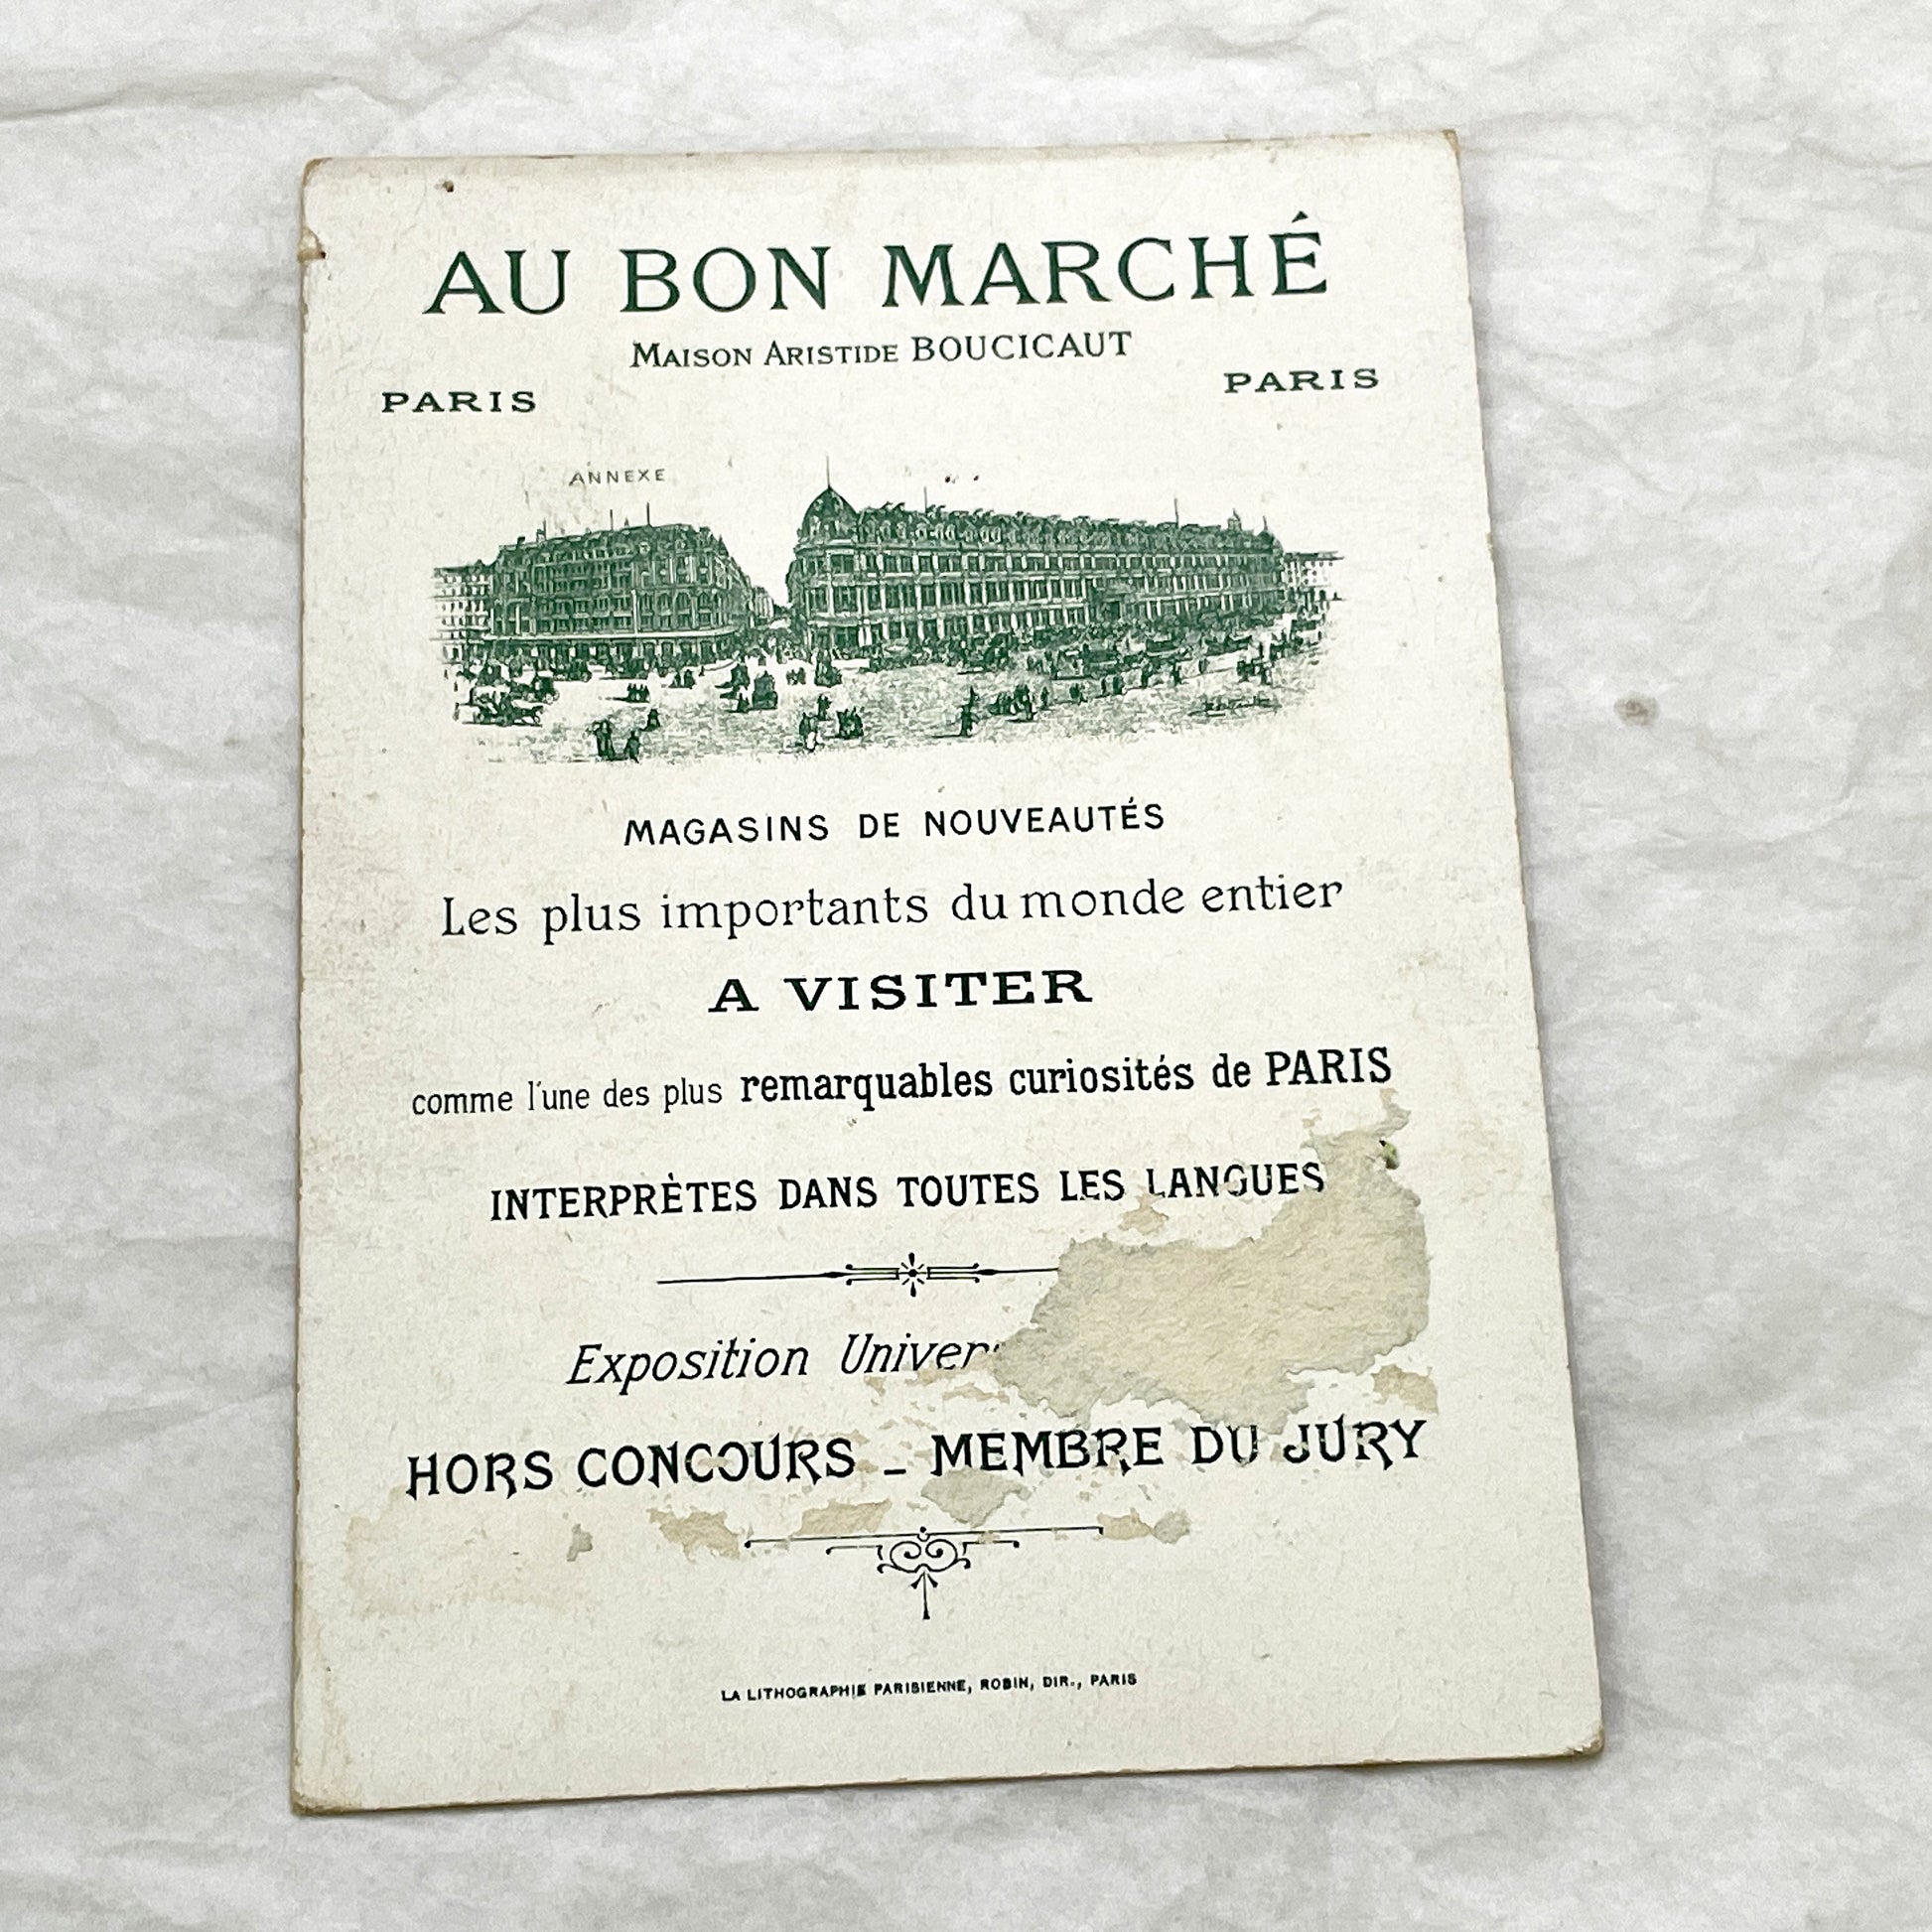 AU BON MARCHÉ
MAISON ARISTIDE BOUCICAUT
PARIS PARIS
ANNEXE
MAGASINS DE NOUVEAUTÉS
Les plus importants du monde entier
A VISITER
comme l'une des plus remarquables curiosités de PARIS
INTERPRÈTES DANS TOUTES LES LANGUES
Exposition
HORS CONCOURS _ MEMBRE DU JURY
LA LITHOGRAPHIE PARISIENNE, ROBIN, DIR., PARIS